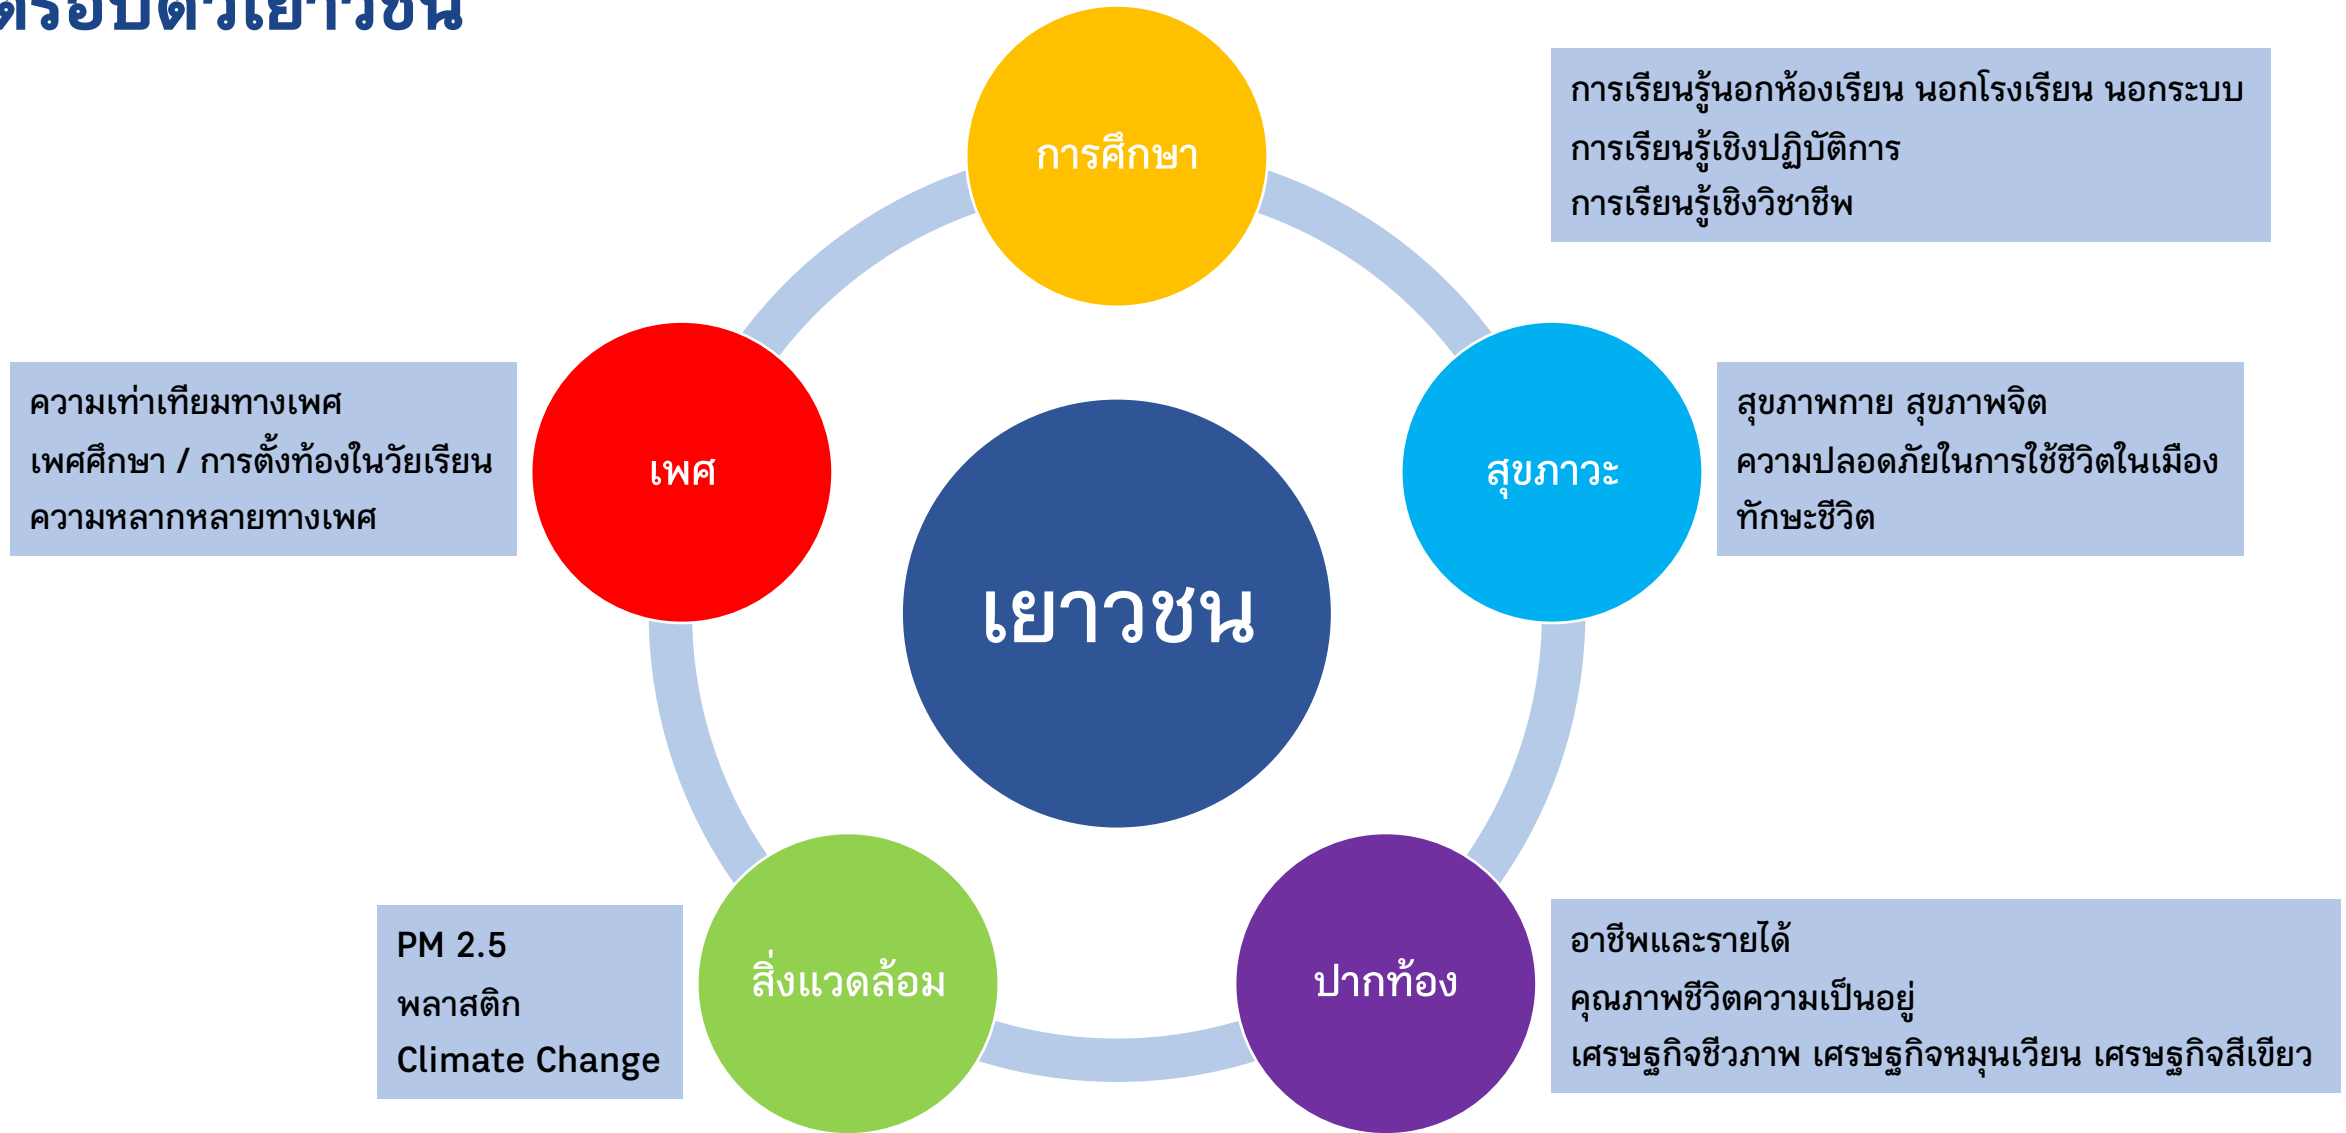 รอบตัวเยาวชน
การศึกษา
การเรียนรู้นอกห้องเรียน นอกโรงเรียน นอกระบบ
การเรียนรู้เชิงปฏิบัติการ
การเรียนรู้เชิงวิชาชีพ
เพศ
ความเท่าเทียมทางเพศ
เพศศึกษา / การตั้งท้องในวัยเรียน
ความหลากหลายทางเพศ
สุขภาวะ
สุขภาพกาย สุขภาพจิต
ความปลอดภัยในการใช้ชีวิตในเมือง
ทักษะชีวิต
เยาวชน
สิ่งแวดล้อม
PM 2.5
พลาสติก
Climate Change
ปากท้อง
อาชีพและรายได้
คุณภาพชีวิตความเป็นอยู่
เศรษฐกิจชีวภาพ เศรษฐกิจหมุนเวียน เศรษฐกิจสีเขียว